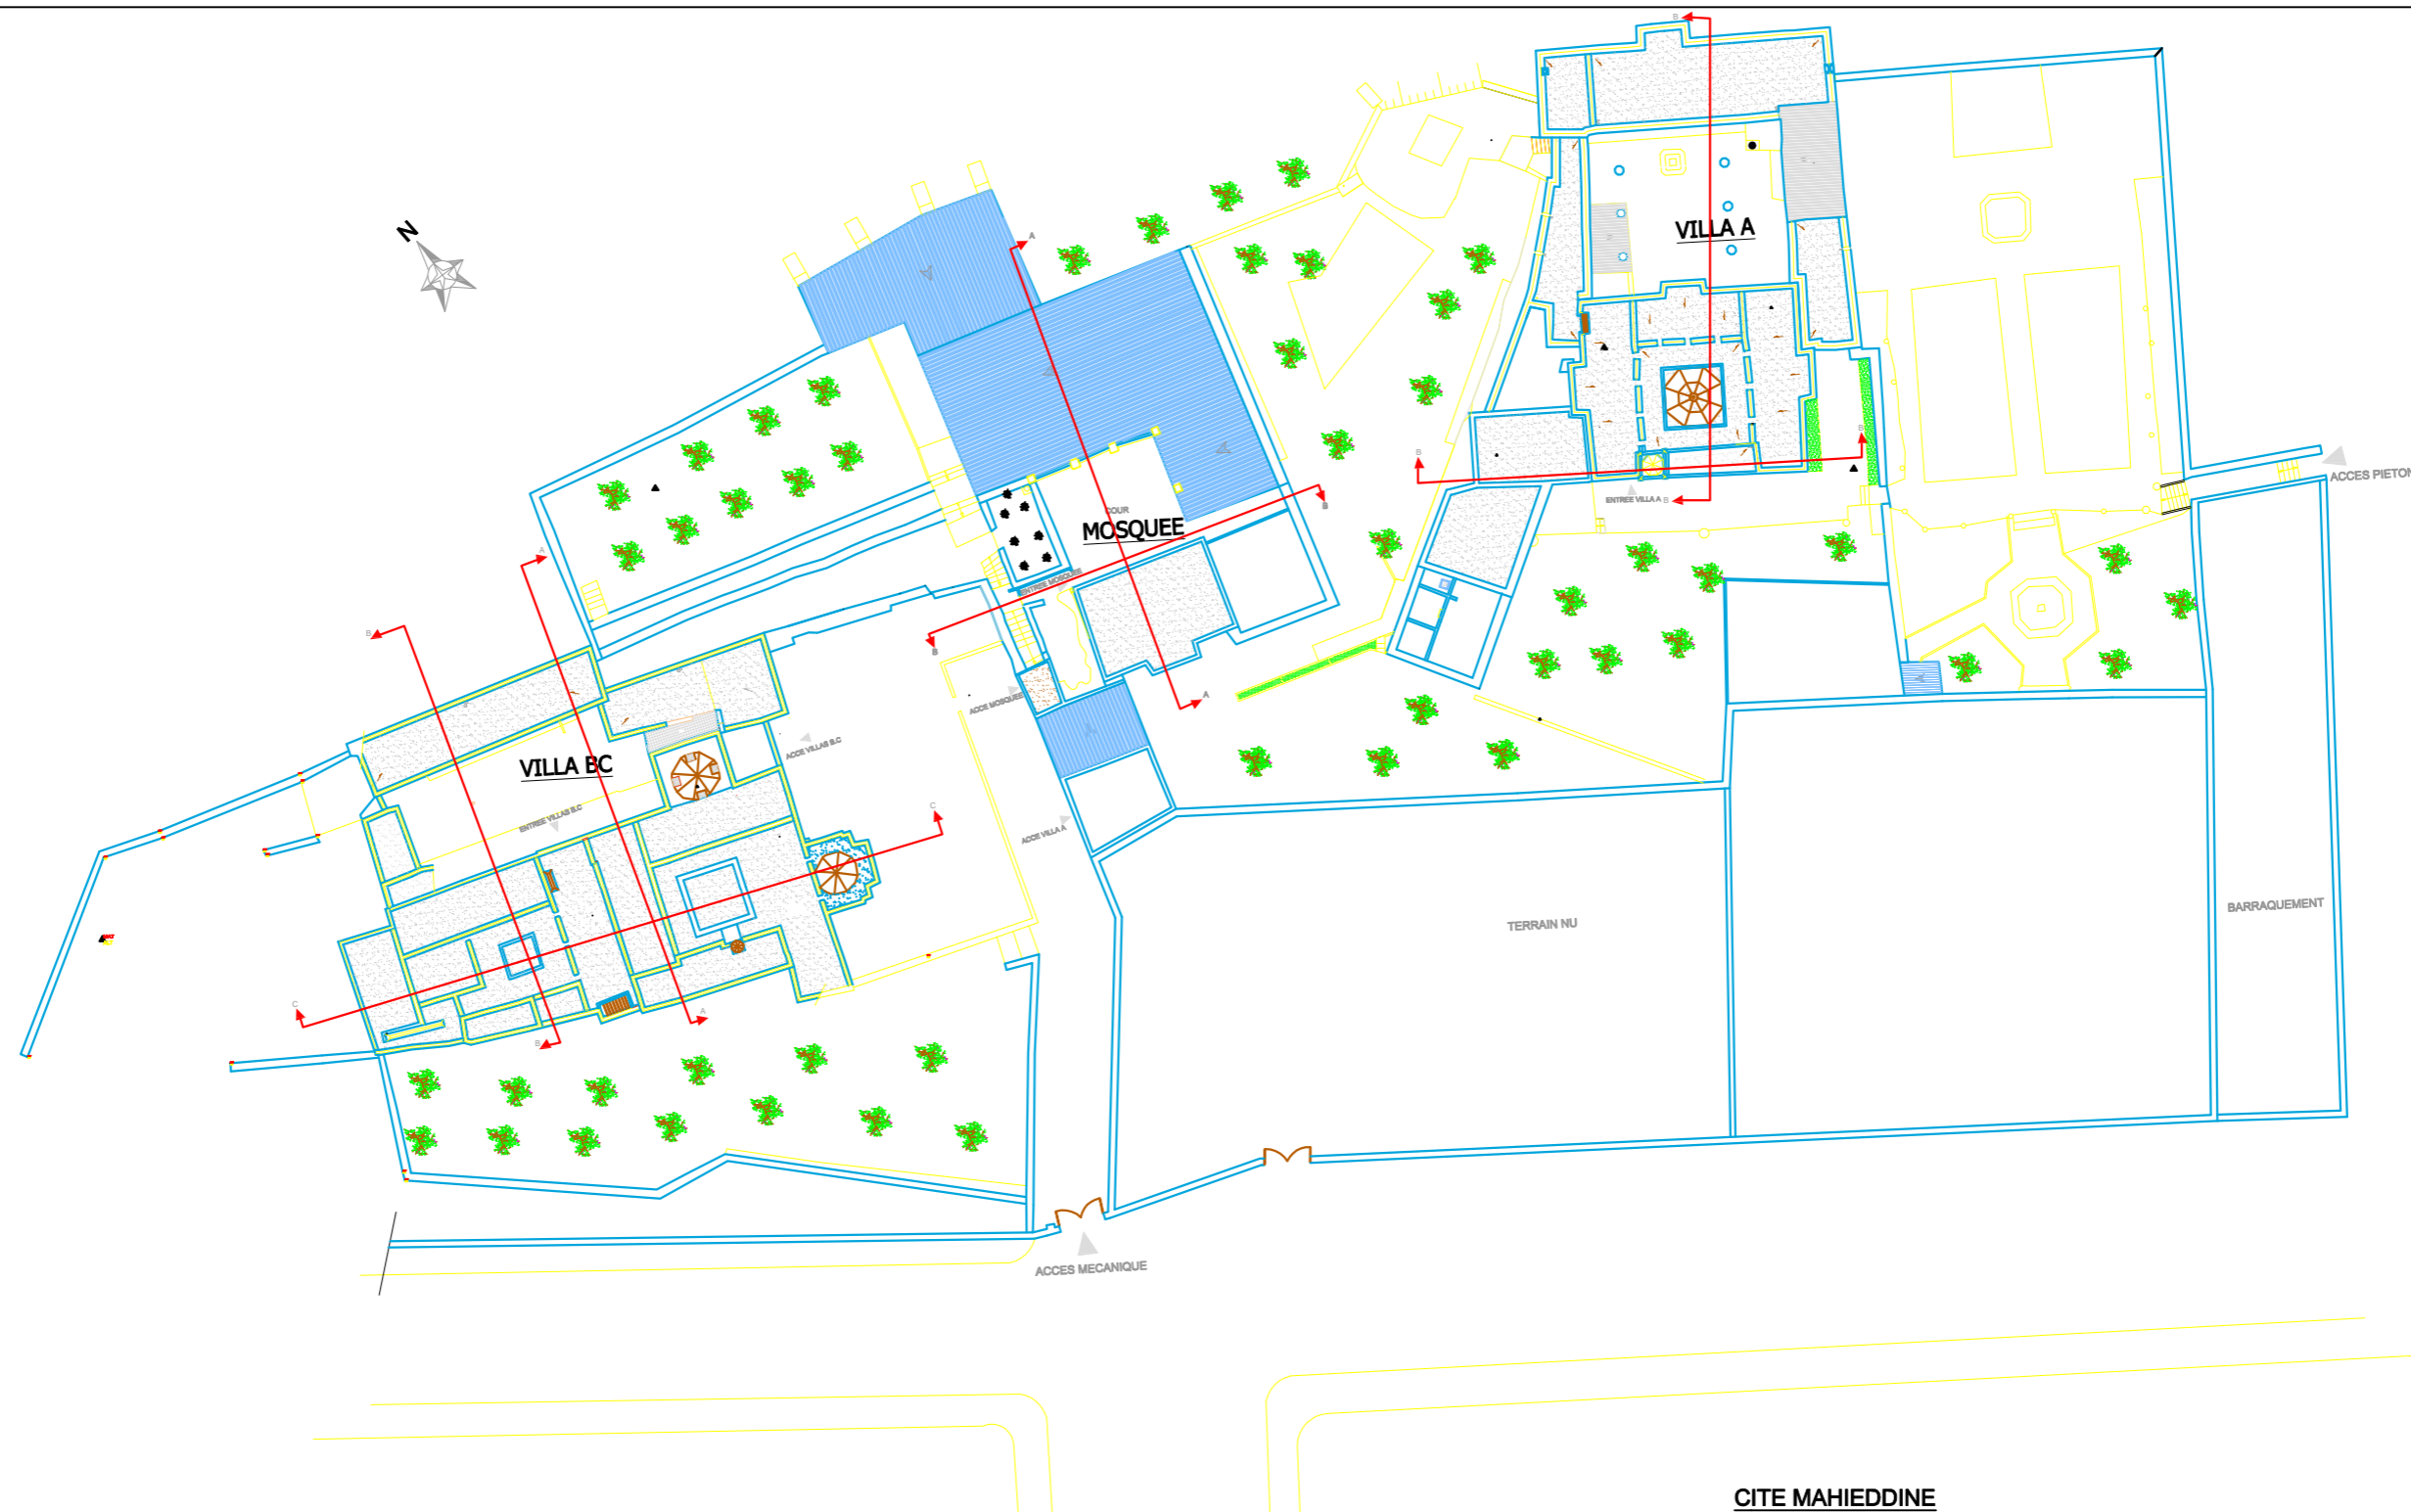 B
N
A
VILLA A
B
B
ACCES PIETON
ENTREE VILLA A
B
COUR
MOSQUEE
B
A
ENTREE MOSQUEE
B
B
ACCE MOSQUEE
A
ACCE VILLAS B.C
VILLA BC
C
ENTREE VILLAS B.C
ACCE VILLA A
BARRAQUEMENT
TERRAIN NU
C
A
B
ACCES MECANIQUE
CITE MAHIEDDINE